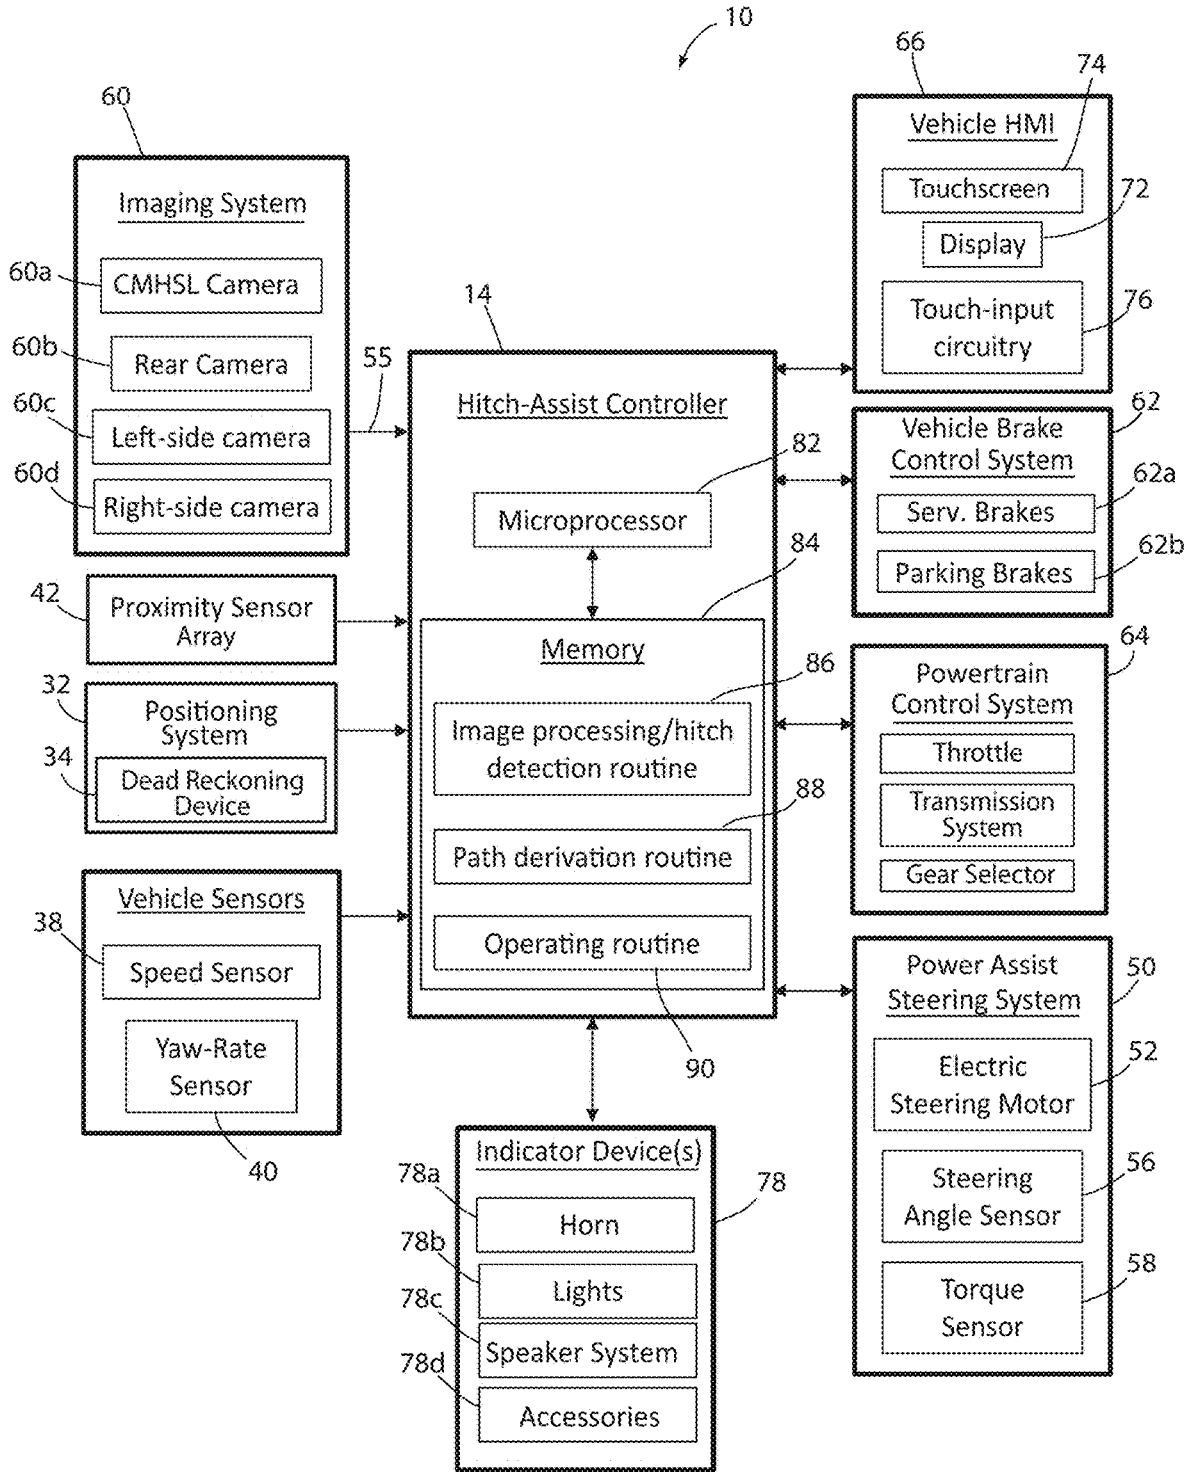 10
60
Imaging System
60a
CMHSL Camera
60b
Rear Camera
60c
Left-side camera
60d
Right-side camera
55
42
Proximity Sensor
Array
32
Positioning
System
34
Dead Reckoning
Device
Vehicle Sensors
38
Speed Sensor
Yaw-Rate
Sensor
40
14
Hitch-Assist Controller
82
Microprocessor
84
Memory
86
Image processing/hitch
detection routine
88
Path derivation routine
Operating routine
90
Indicator Device(s)
78
78a
Horn
78b
Lights
78c
Speaker System
78d
Accessories
66
Vehicle HMI
74
Touchscreen
72
Display
Touch-input
circuitry
76
Vehicle Brake
Control System
62
Serv. Brakes
62a
Parking Brakes
62b
64
Powertrain
Control System
Throttle
Transmission
System
Gear Selector
Power Assist
Steering System
50
Electric
Steering Motor
52
Steering
Angle Sensor
56
Torque
Sensor
58